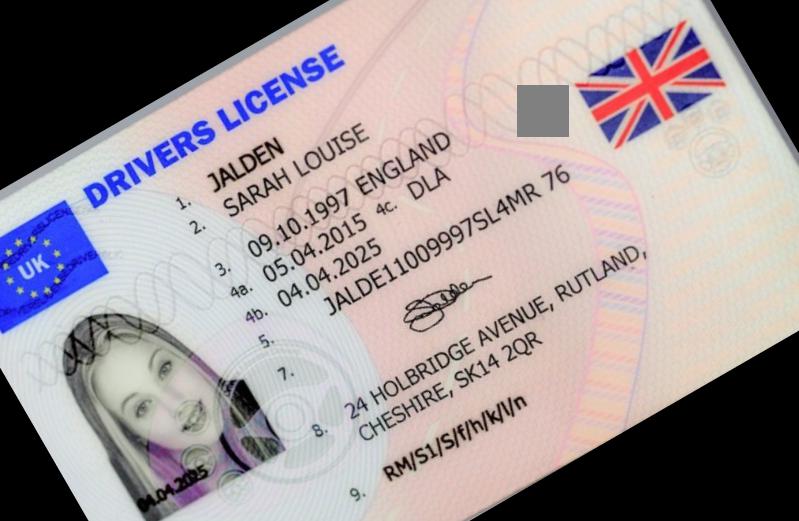 DRIVERS LICENSE
UK
1. JALDEN
2. SARAH LOUISE
3. 09.10.1997 ENGLAND
4a. 05.04.2015 4c. DLA
4b. 04.04.2025
5. JALDE11009997SL4MR 76
7.
8. 24 HOLBRIDGE AVENUE, RUTLAND,
CHESHIRE, SK14 2QR
9. RM/S1/S/f/h/k/l/n
04.04.2025